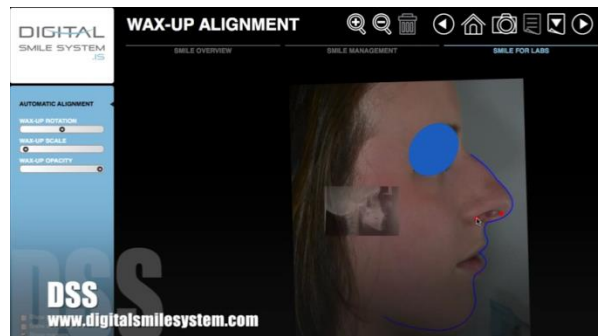 DIGITAL
SMILE SYSTEM
.IS
WAX-UP ALIGNMENT
SMILE OVERVIEW
SMILE MANAGEMENT
SMILE FOR LABS
AUTOMATIC ALIGNMENT
WAX-UP ROTATION
WAX-UP SCALE
WAX-UP OPACITY
DSS
DSS
www.digitalsmilesystem.com